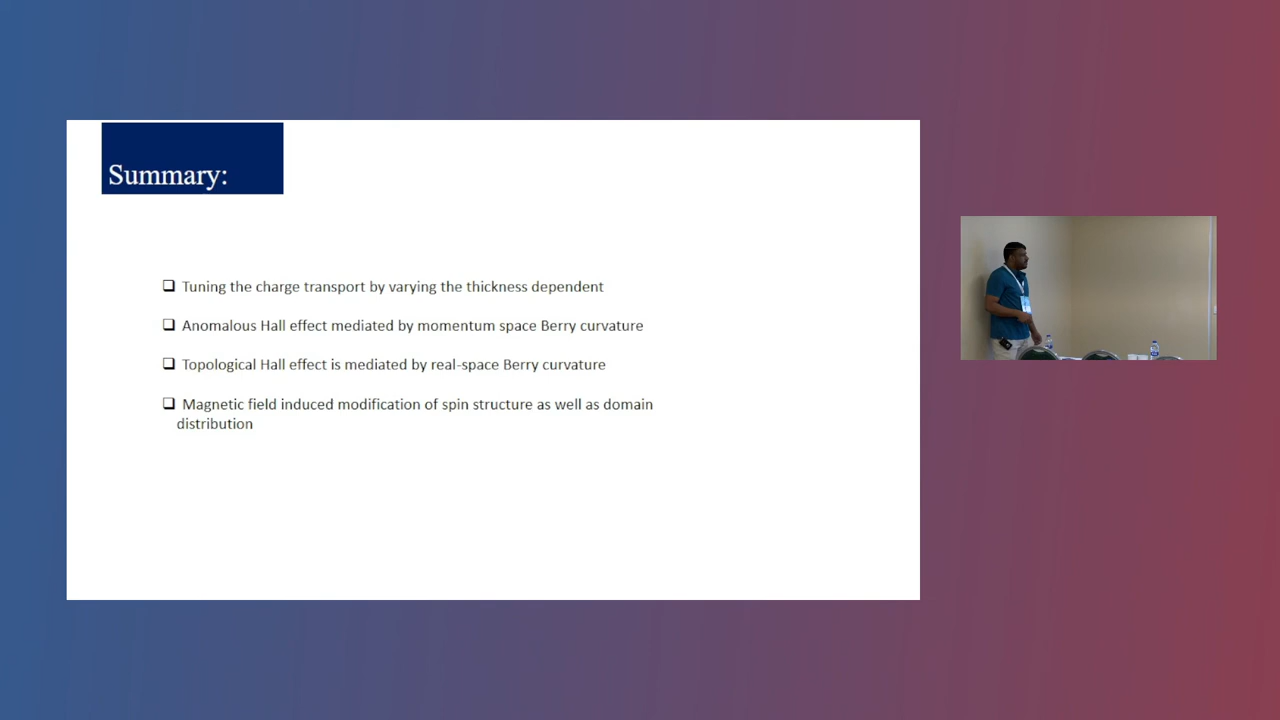 Summary:
❑ Tuning the charge transport by varying the thickness dependent
❑ Anomalous Hall effect mediated by momentum space Berry curvature
❑ Topological Hall effect is mediated by real-space Berry curvature
❑ Magnetic field induced modification of spin structure as well as domain
distribution